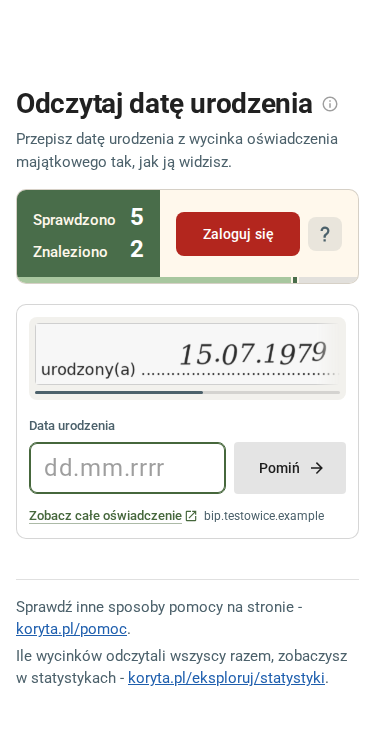 Odczytaj datę urodzenia
Przepisz datę urodzenia z wycinka oświadczenia
majątkowego tak, jak ją widzisz.
Sprawdzono 5
Znaleziono 2
Zaloguj się
?
15.07.1979
urodzony(a) ........................................
Data urodzenia
dd.mm.rrrr
Pomiń →
Zobacz całe oświadczenie bip.testowice.example
Sprawdź inne sposoby pomocy na stronie -
koryta.pl/pomoc.
Ile wycinków odczytali wszyscy razem, zobaczysz
w statystykach - koryta.pl/eksploruj/statystyki.